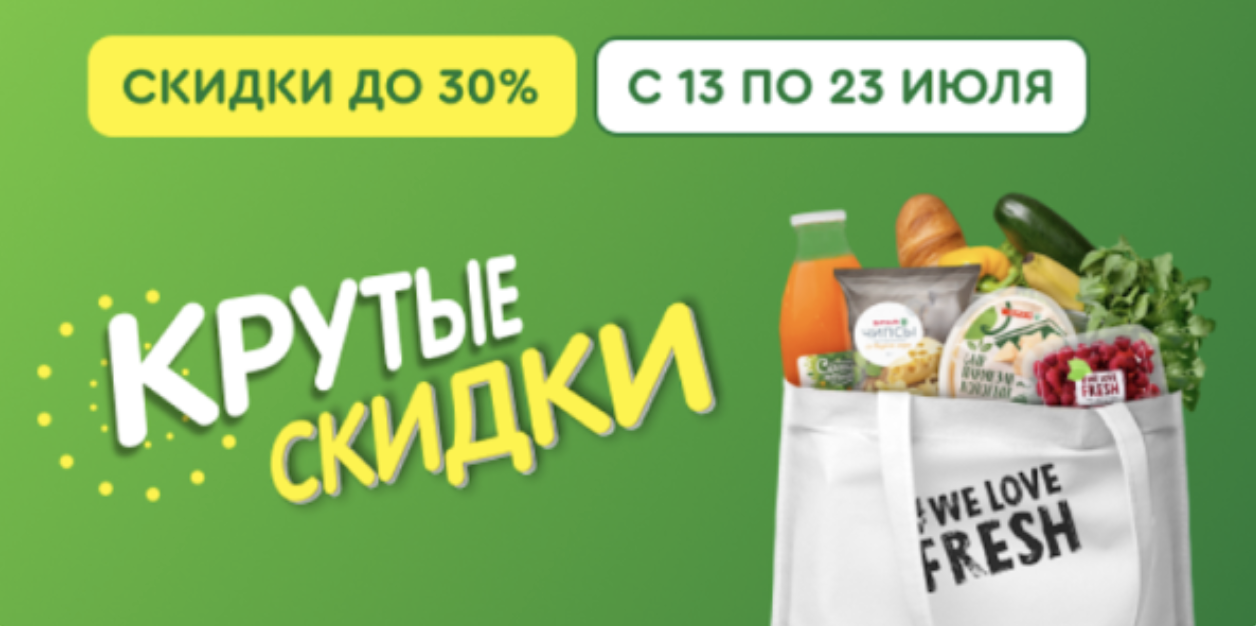 СКИДКИ ДО 30%
С 13 ПО 23 ИЮЛЯ
КРУТЫЕ
СКИДКИ
ЧИПСЫ
#WE LOVE
FRESH
#WE LOVE
FRESH